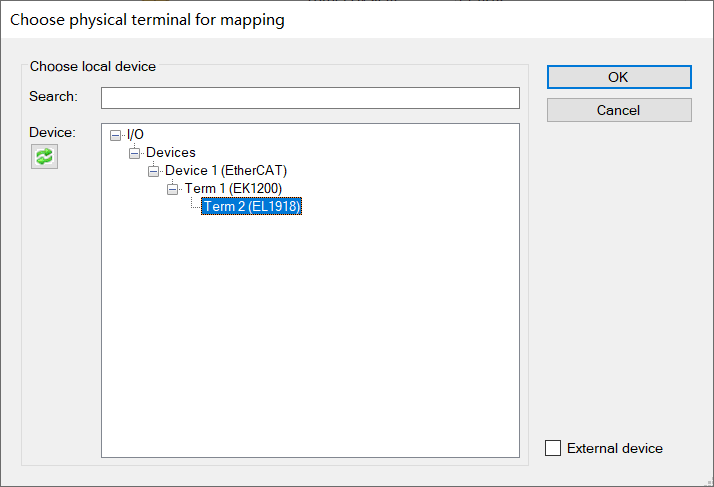 Choose physical terminal for mapping
Choose local device
Search:
Device:
I/O
Devices
Device 1 (EtherCAT)
Term 1 (EK1200)
Term 2 (EL1918)
OK
Cancel
External device